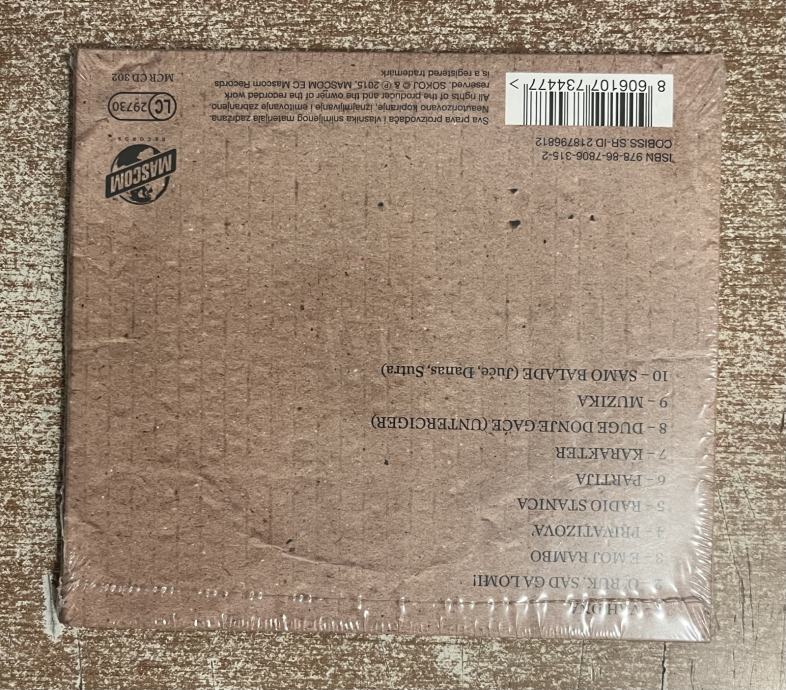 2 – O' RUK, SAD GA LOMI!
3 – E MOJ RAMBO
4 – PRIVATIZOVA
5 – RADIO STANICA
6 – PARTIJA
7 – KARAKTER
8 – DUGE DONJE GAĆE (UNTERCIGER)
9 – MUZIKA
10 – SAMO BALADE (Juče, Danas, Sutra)
ISBN 978-86-7806-315-2
COBISS.SR-ID 218796812
8 606107 734477 >
Sva prava proizvođača i vlasnika snimljenog materijala zadržana.
Neautorizovano kopiranje, iznajmljivanje i emitovanje zabranjeno.
All rights of the producer and the owner of the recorded work
reserved. SOKOJ & ℗ 2015. MASCOM EC Mascom Records
is a registered trademark
MASCOM
RECORDS
LC 29730
MCR CD 302